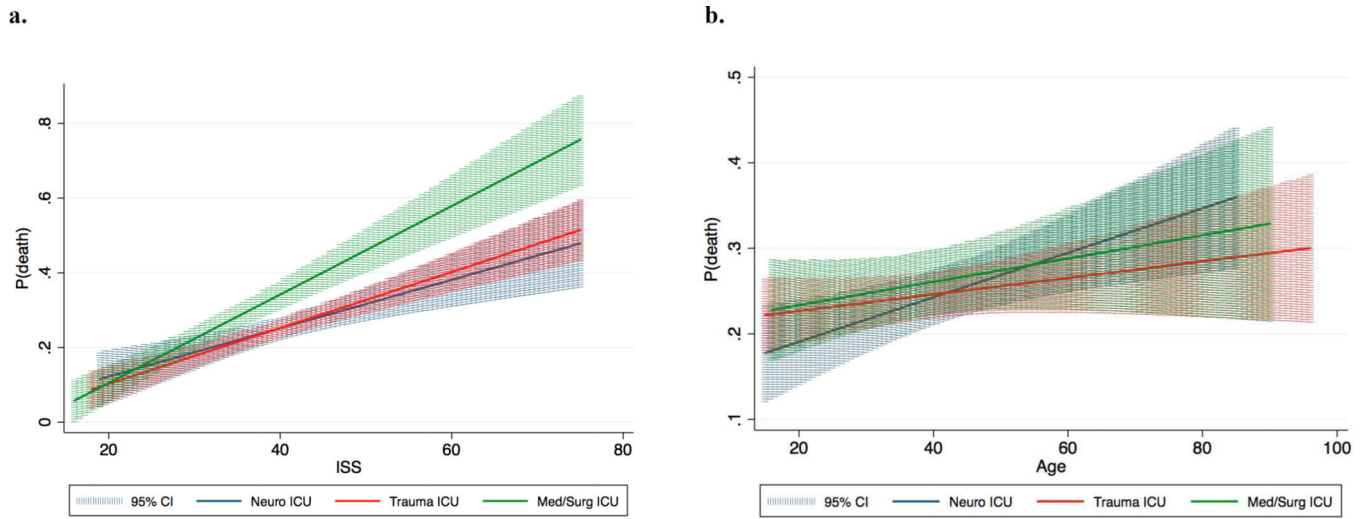 a.
P(death)
.8
.6
.4
.2
0
20 40 60 80
ISS
95% CI Neuro ICU Trauma ICU Med/Surg ICU
b.
P(death)
.5
.4
.3
.2
.1
20 40 60 80 100
Age
95% CI Neuro ICU Trauma ICU Med/Surg ICU